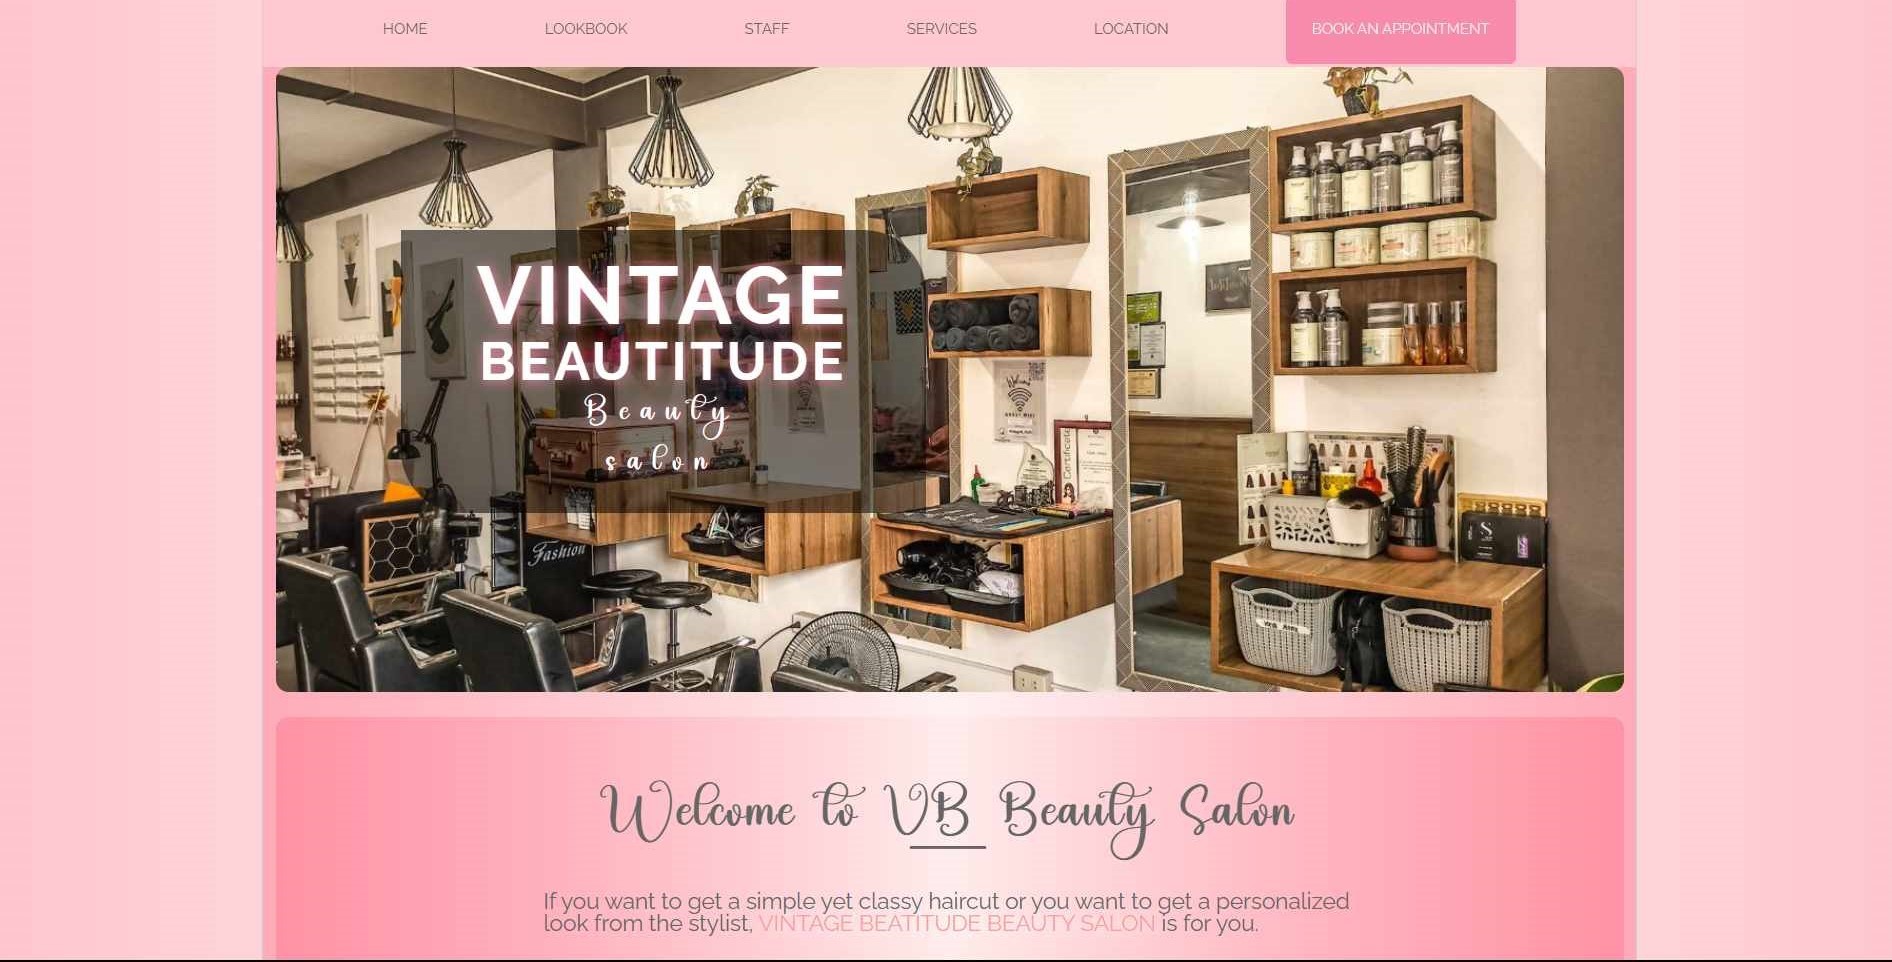 HOME LOOKBOOK STAFF SERVICES LOCATION BOOK AN APPOINTMENT
VINTAGE
BEAUTITUDE
Beauty
salon
Welcome
Certificate
Fashion
Welcome to VB Beauty Salon
If you want to get a simple yet classy haircut or you want to get a personalized
look from the stylist, VINTAGE BEATITUDE BEAUTY SALON is for you.